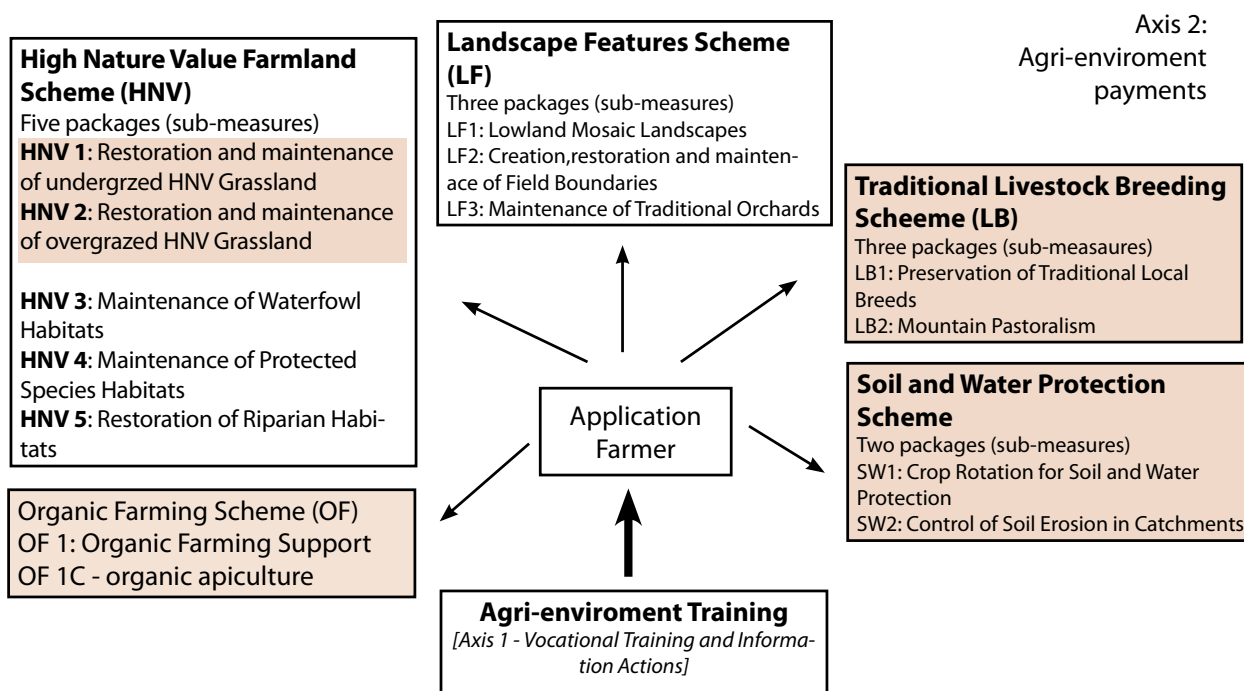 Axis 2:
Agri-enviroment
payments
High Nature Value Farmland
Scheme (HNV)
Five packages (sub-measures)
HNV 1: Restoration and maintenance
of undergrzed HNV Grassland
HNV 2: Restoration and maintenance
of overgrazed HNV Grassland
HNV 3: Maintenance of Waterfowl
Habitats
HNV 4: Maintenance of Protected
Species Habitats
HNV 5: Restoration of Riparian Habi-
tats
Landscape Features Scheme
(LF)
Three packages (sub-measures)
LF1: Lowland Mosaic Landscapes
LF2: Creation,restoration and mainten-
ace of Field Boundaries
LF3: Maintenance of Traditional Orchards
Traditional Livestock Breeding
Scheeme (LB)
Three packages (sub-measaures)
LB1: Preservation of Traditional Local
Breeds
LB2: Mountain Pastoralism
Soil and Water Protection
Scheme
Two packages (sub-measures)
SW1: Crop Rotation for Soil and Water
Protection
SW2: Control of Soil Erosion in Catchments
Application
Farmer
Organic Farming Scheme (OF)
OF 1: Organic Farming Support
OF 1C - organic apiculture
Agri-enviroment Training
[Axis 1 - Vocational Training and Informa-
tion Actions]